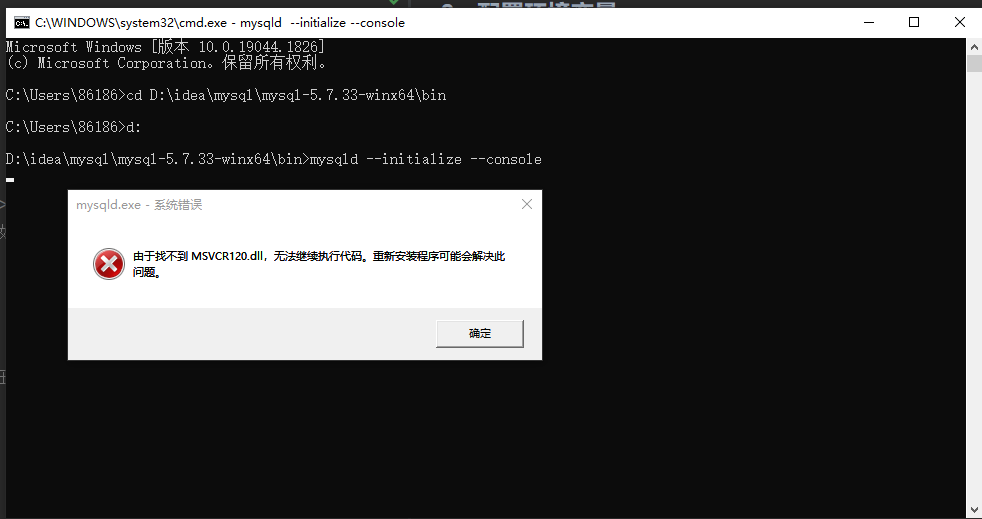 C:\WINDOWS\system32\cmd.exe - mysqld  --initialize --console
Microsoft Windows [版本 10.0.19044.1826]
(c) Microsoft Corporation。保留所有权利。
C:\Users\86186>cd D:\idea\mysql\mysql-5.7.33-winx64\bin
C:\Users\86186>d:
D:\idea\mysql\mysql-5.7.33-winx64\bin>mysqld --initialize --console
mysqld.exe - 系统错误
由于找不到 MSVCR120.dll，无法继续执行代码。重新安装程序可能会解决此
问题。
确定